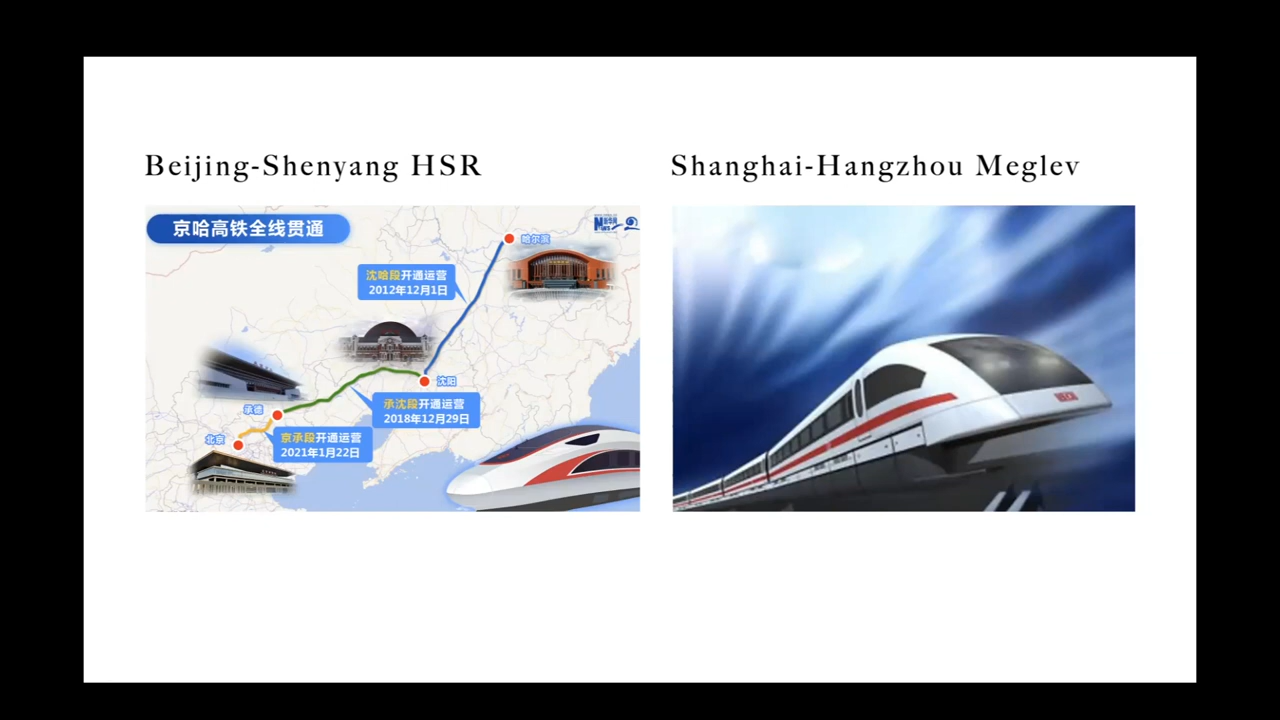 Beijing-Shenyang HSR
Shanghai-Hangzhou Meglev
京哈高铁全线贯通
新华网
哈尔滨
沈哈段开通运营
2012年12月1日
沈阳
承沈段开通运营
2018年12月29日
承德
北京
京承段开通运营
2021年1月22日